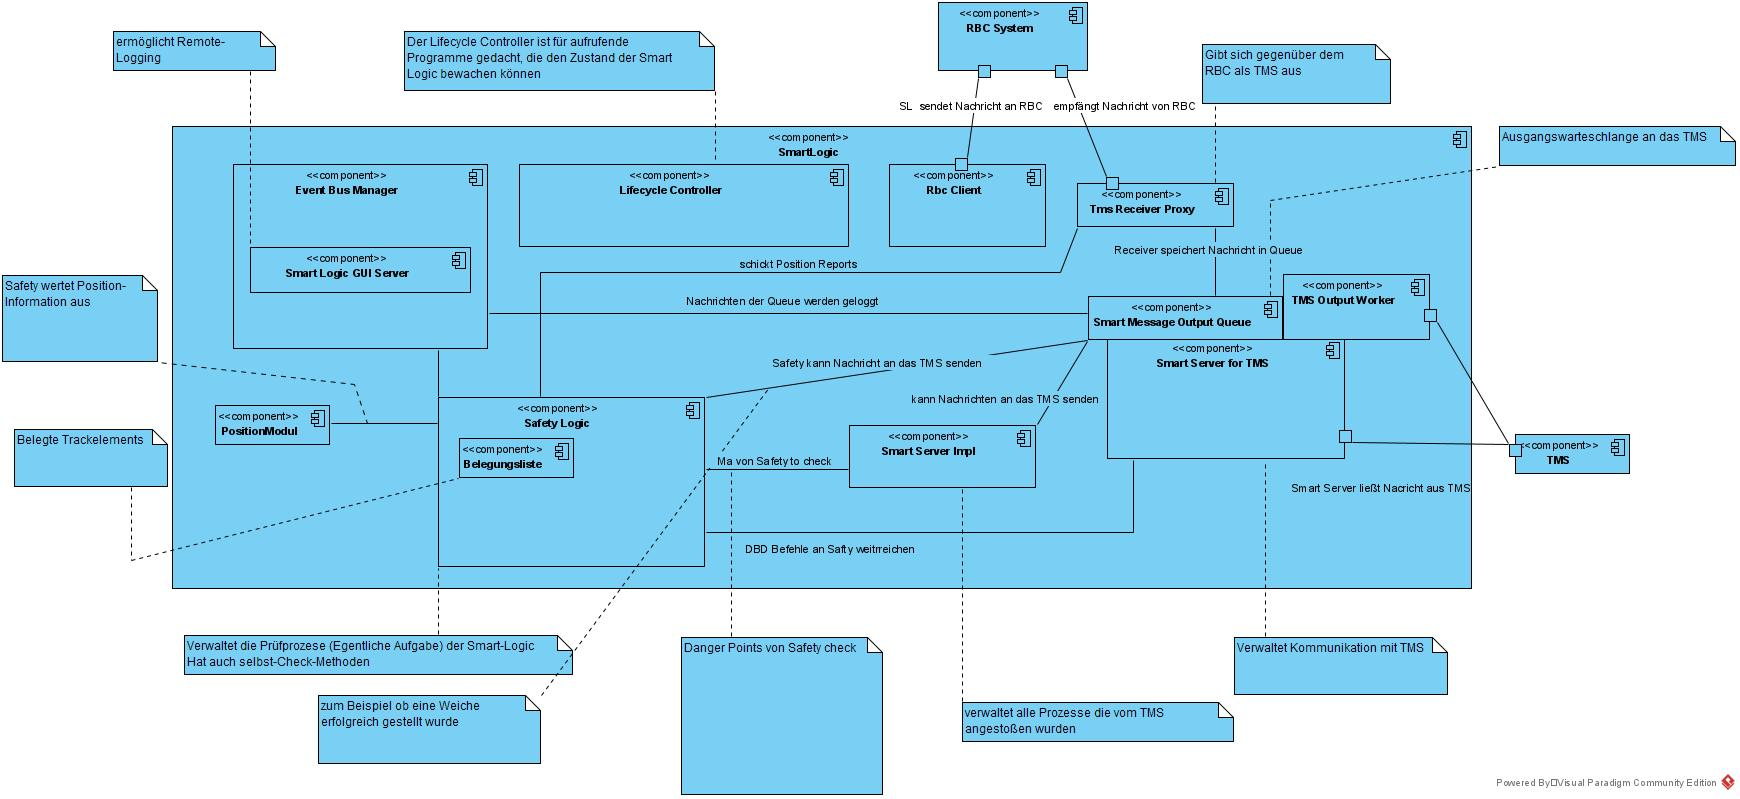 <<component>>
RBC System
ermöglicht Remote-
Logging
Der Lifecycle Controller ist für aufrufende
Programme gedacht, die den Zustand der Smart
Logic bewachen können
Gibt sich gegenüber dem
RBC als TMS aus
SL sendet Nachricht an RBC
empfängt Nachricht von RBC
Ausgangswarteschlange an das TMS
<<component>>
SmartLogic
<<component>>
Event Bus Manager
<<component>>
Lifecycle Controller
<<component>>
Rbc Client
<<component>>
Tms Receiver Proxy
<<component>>
Smart Logic GUI Server
Receiver speichert Nachricht in Queue
schickt Position Reports
Safety wertet Position-
Information aus
<<component>>
TMS Output Worker
Nachrichten der Queue werden geloggt
<<component>>
Smart Message Output Queue
<<component>>
Smart Server for TMS
Safety kann Nachricht an das TMS senden
kann Nachrichten an das TMS senden
<<component>>
PositionModul
<<component>>
Safety Logic
Belegte Trackelements
<<component>>
Belegungsliste
<<component>>
Smart Server Impl
<<component>>
TMS
Ma von Safety to check
Smart Server ließt Nacricht aus TMS
DBD Befehle an Safty weitrreichen
Verwaltet die Prüfprozese (Egentliche Aufgabe) der Smart-Logic
Hat auch selbst-Check-Methoden
Danger Points von Safety check
Verwaltet Kommunikation mit TMS
zum Beispiel ob eine Weiche
erfolgreich gestellt wurde
verwaltet alle Prozesse die vom TMS
angestoßen wurden
Powered By Visual Paradigm Community Edition